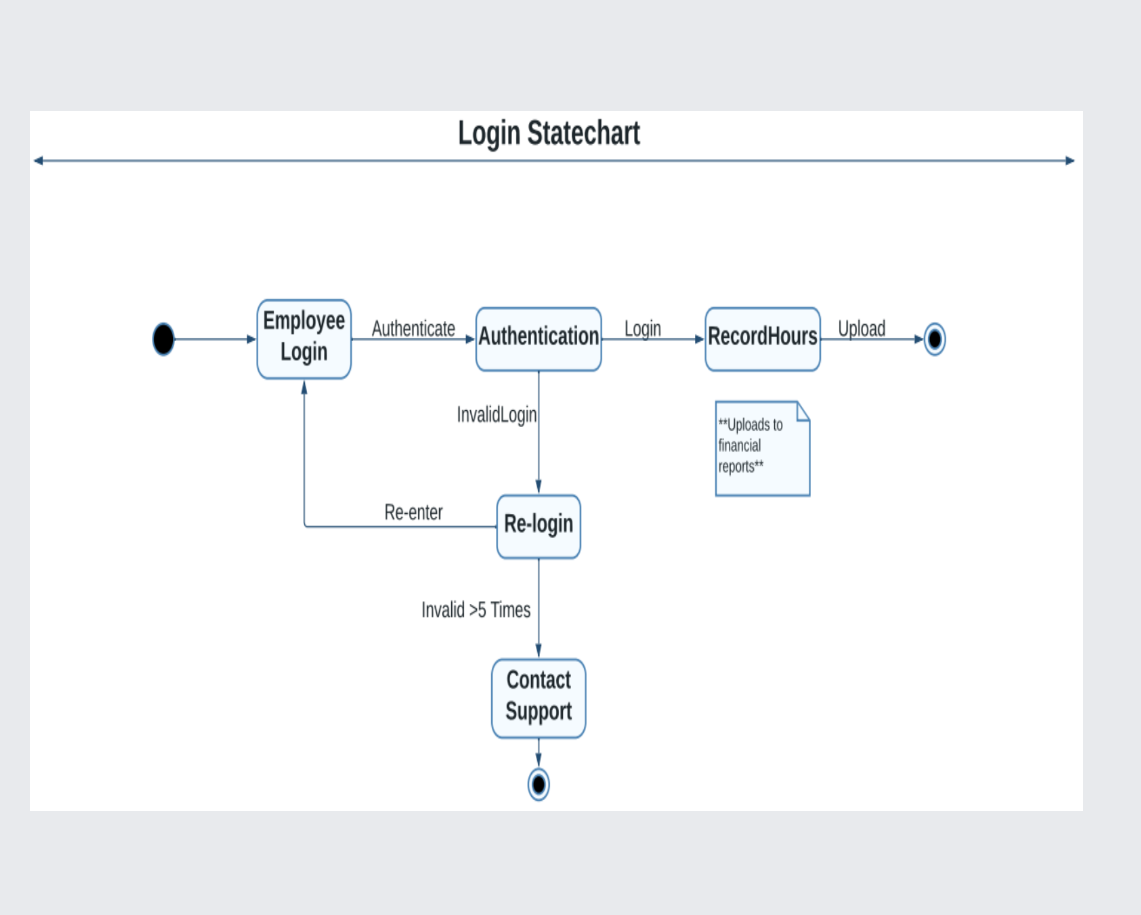 Login Statechart
Employee
Login
Authenticate
Authentication
Login
RecordHours
Upload
InvalidLogin
**Uploads to
financial
reports**
Re-enter
Re-login
Invalid >5 Times
Contact
Support